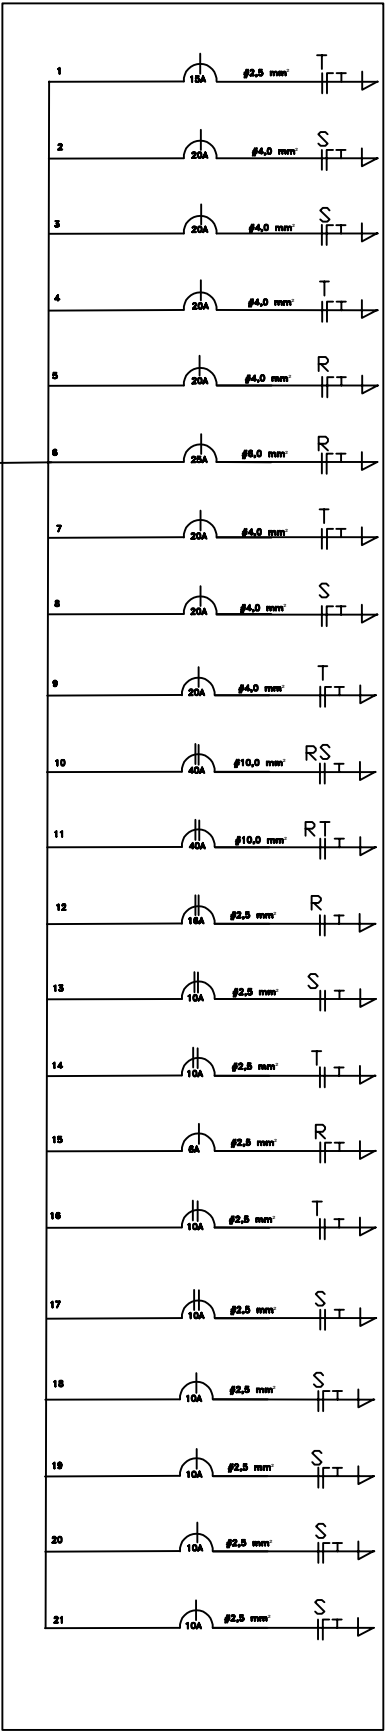 1 15A #2,5 mm² T T
2 20A #4,0 mm² S T
3 20A #4,0 mm² S T
4 20A #4,0 mm² T T
5 20A #4,0 mm² R T
6 25A #6,0 mm² R T
7 20A #4,0 mm² T T
8 20A #4,0 mm² S T
9 20A #4,0 mm² T T
10 40A #10,0 mm² RS T
11 40A #10,0 mm² RT T
12 16A #2,5 mm² R T
13 10A #2,5 mm² S T
14 10A #2,5 mm² T T
15 6A #2,5 mm² R T
16 10A #2,5 mm² T T
17 10A #2,5 mm² S T
18 10A #2,5 mm² S T
19 10A #2,5 mm² S T
20 10A #2,5 mm² S T
21 10A #2,5 mm² S T